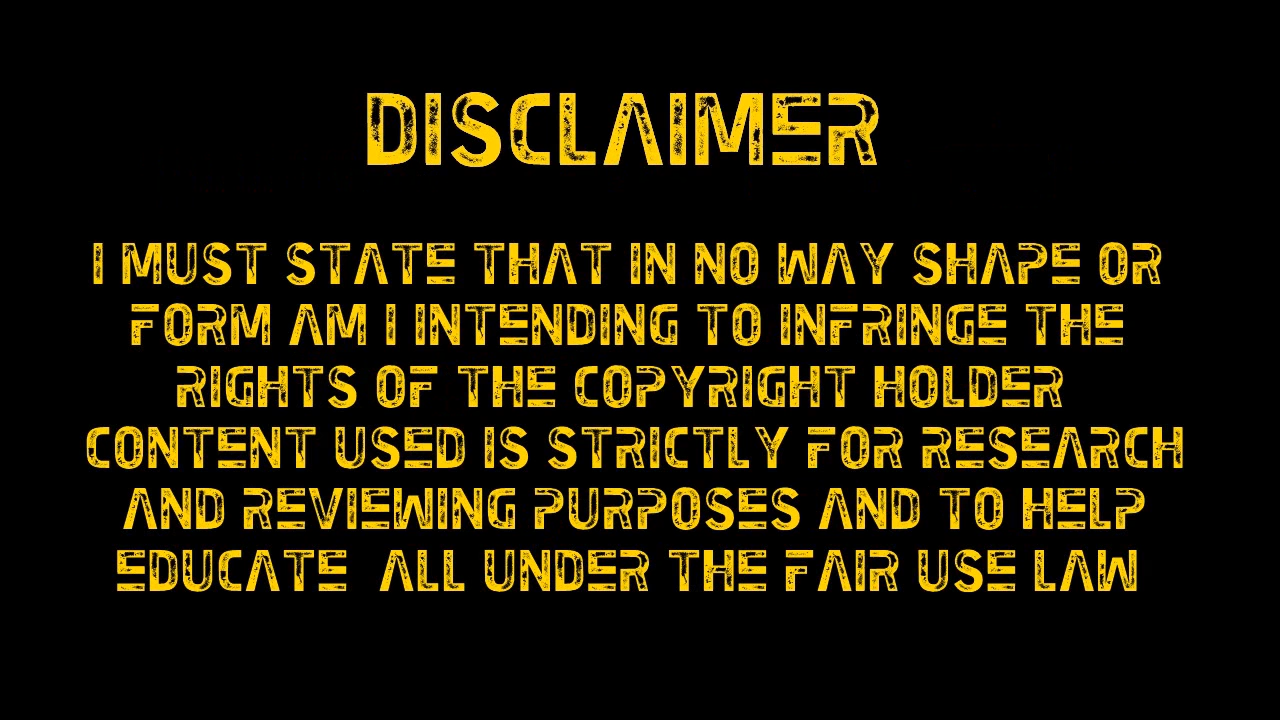 DISCLAIMER
I MUST STATE THAT IN NO WAY SHAPE OR
FORM AM I INTENDING TO INFRINGE THE
RIGHTS OF THE COPYRIGHT HOLDER
CONTENT USED IS STRICTLY FOR RESEARCH
AND REVIEWING PURPOSES AND TO HELP
EDUCATE  ALL UNDER THE FAIR USE LAW